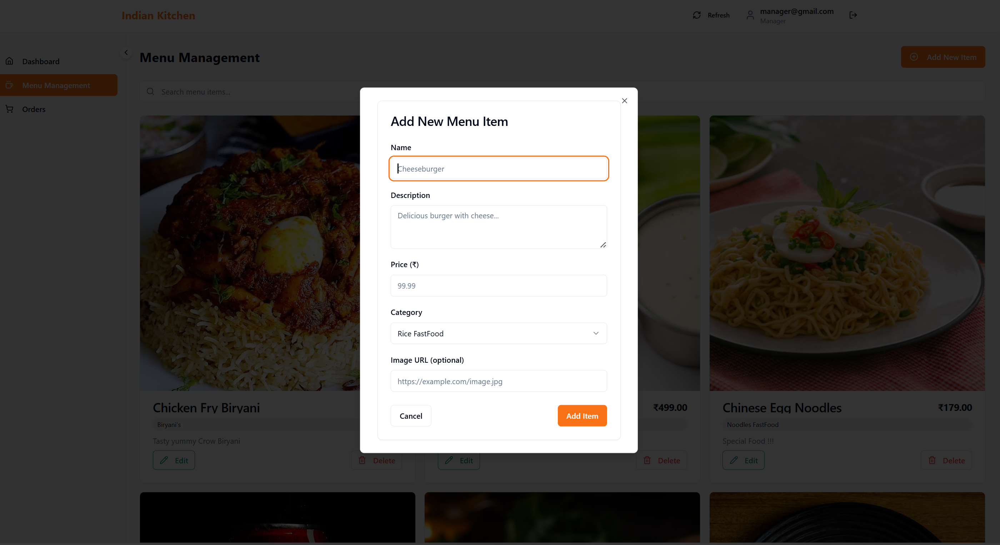 Indian Kitchen
Refresh
manager@gmail.com
Manager
Dashboard
Menu Management
Orders
Menu Management
Add New Item
Search menu items...
Add New Menu Item
Name
Cheeseburger
Description
Delicious burger with cheese...
Price (₹)
99.99
Category
Rice FastFood
Image URL (optional)
https://example.com/image.jpg
Cancel
Add Item
Chicken Fry Biryani
Biryani's
Tasty yummy Crow Biryani
Edit
Delete
₹499.00
Edit
Delete
Chinese Egg Noodles
₹179.00
Noodles FastFood
Special Food !!!
Edit
Delete